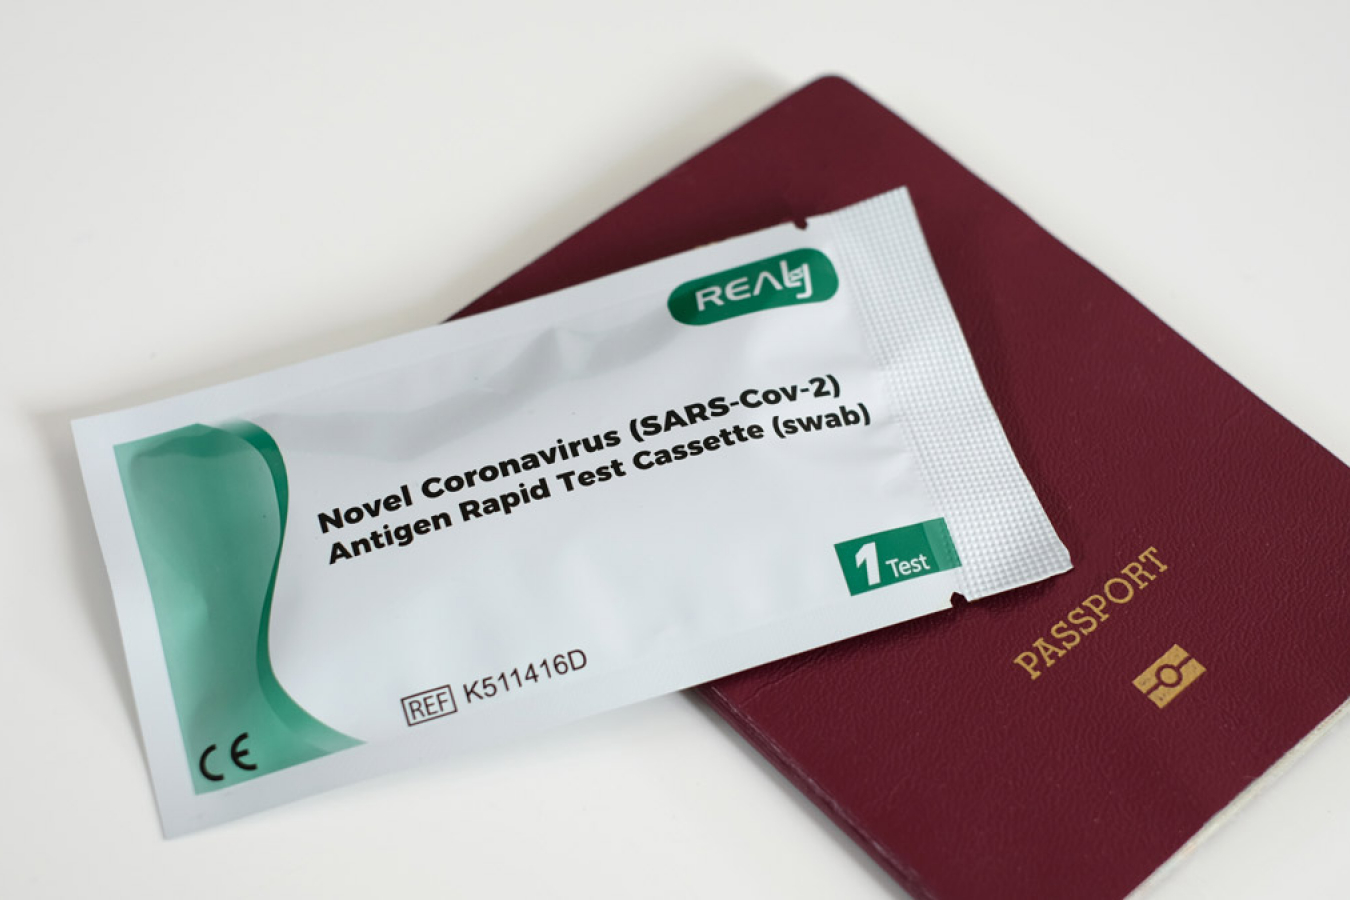 REALY
Novel Coronavirus (SARS-Cov-2)
Antigen Rapid Test Cassette (swab)
1 Test
REF K511416D
CE
PASSPORT